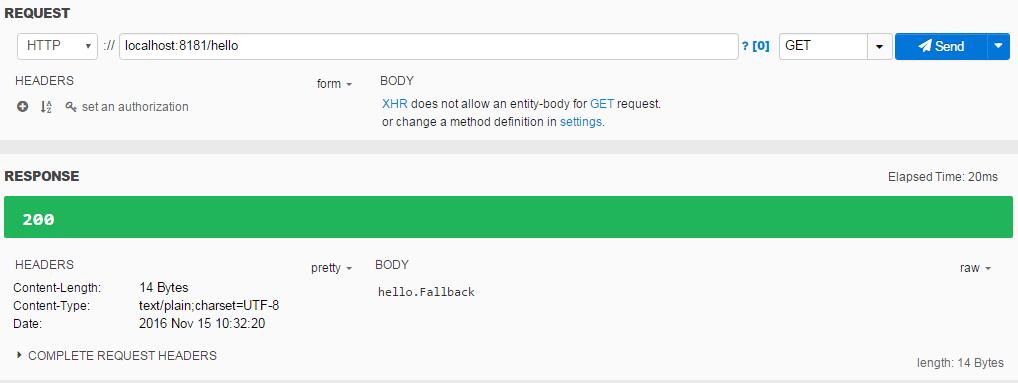 REQUEST
HTTP :// localhost:8181/hello ? [0] GET Send
HEADERS form BODY
set an authorization
XHR does not allow an entity-body for GET request.
or change a method definition in settings.
RESPONSE Elapsed Time: 20ms
200
HEADERS pretty BODY raw
Content-Length: 14 Bytes
Content-Type: text/plain;charset=UTF-8
Date: 2016 Nov 15 10:32:20
hello.Fallback
COMPLETE REQUEST HEADERS
length: 14 Bytes